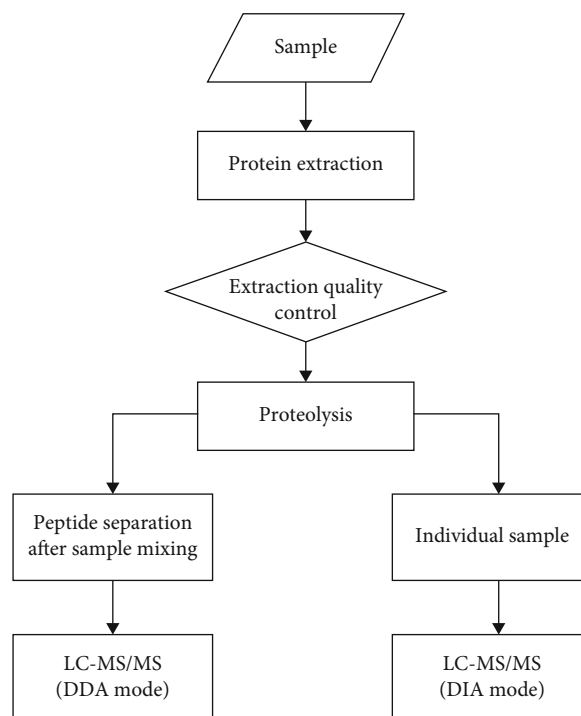 Sample
Protein extraction
Extraction quality
control
Proteolysis
Peptide separation
after sample mixing
Individual sample
LC-MS/MS
(DDA mode)
LC-MS/MS
(DIA mode)